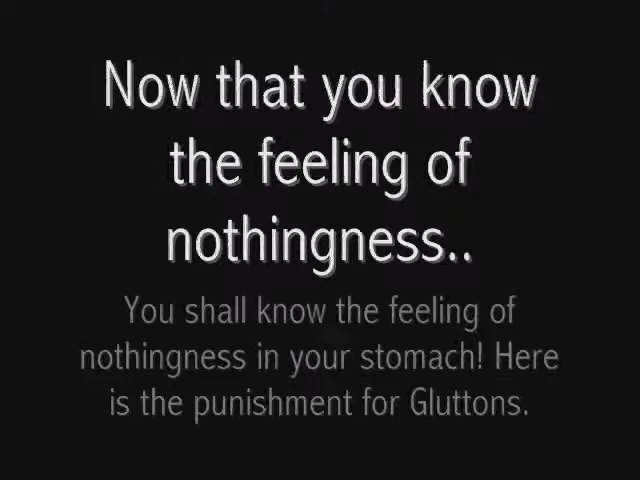 Now that you know
the feeling of
nothingness..
You shall know the feeling of
nothingness in your stomach! Here
is the punishment for Gluttons.